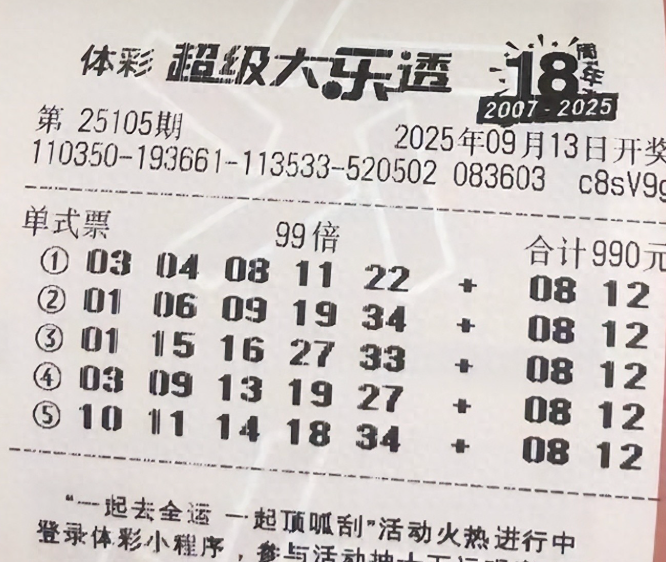 体彩 超级大乐透 18周年
2007-2025
第 25105期 2025年09月13日开奖
110350-193661-113533-520502 083603 c8sV9g
单式票 99倍 合计990元
① 03 04 08 11 22 + 08 12
② 01 06 09 19 34 + 08 12
③ 01 15 16 27 33 + 08 12
④ 03 09 13 19 27 + 08 12
⑤ 10 11 14 18 34 + 08 12
“一起去全运 一起顶呱刮”活动火热进行中
登录体彩小程序，参与活动抽大